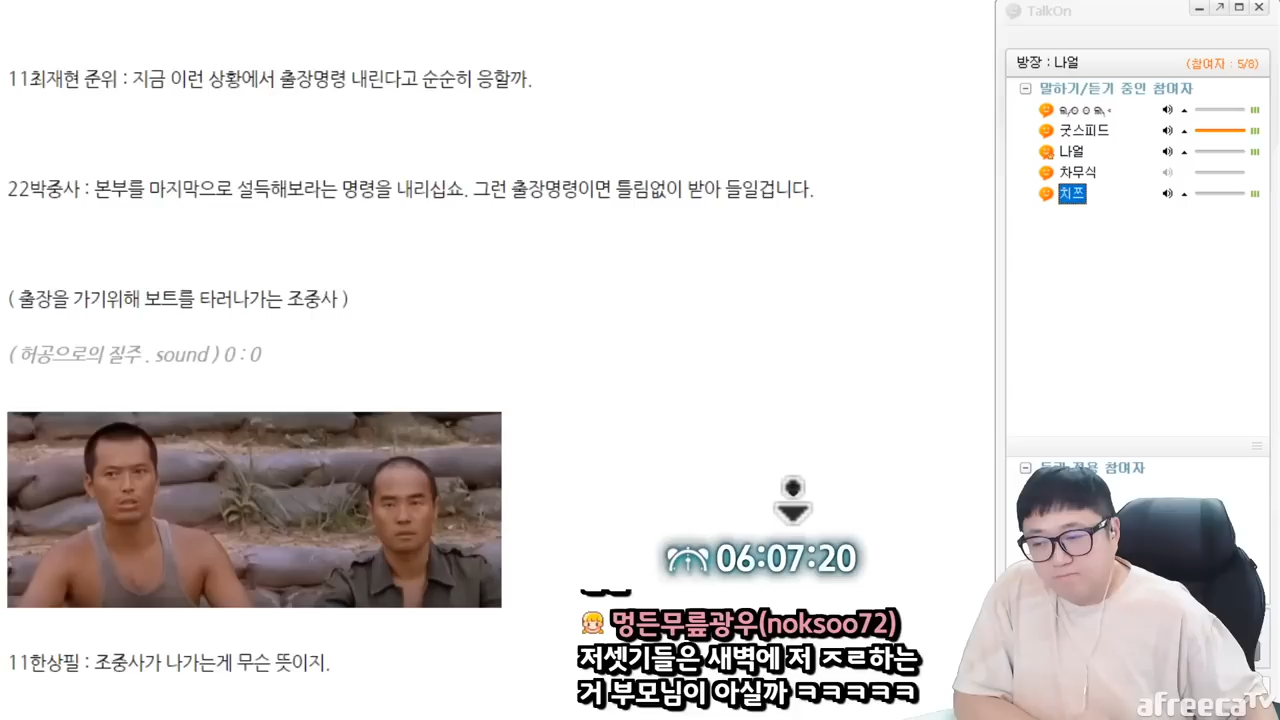 11최재현 준위 : 지금 이런 상황에서 출장명령 내린다고 순순히 응할까.
22박중사 : 본부를 마지막으로 설득해보라는 명령을 내리십쇼. 그런 출장명령이면 틀림없이 받아 들일겁니다.
( 출장을 가기위해 보트를 타러나가는 조중사 )
( 허공으로의 질주 . sound ) 0 : 0
11한상필 : 조중사가 나가는게 무슨 뜻이지.
06:07:20
멍든무릎광우(noksoo72)
저셋기들은 새벽에 저 ㅈㄹ하는
거 부모님이 아실까 ㅋㅋㅋㅋㅋ
TalkOn
방장 : 나얼
(참여자 : 5/8)
말하기/듣기 중인 참여자
굿스피드
나얼
차무식
치쯔
참여자
afreecaTV